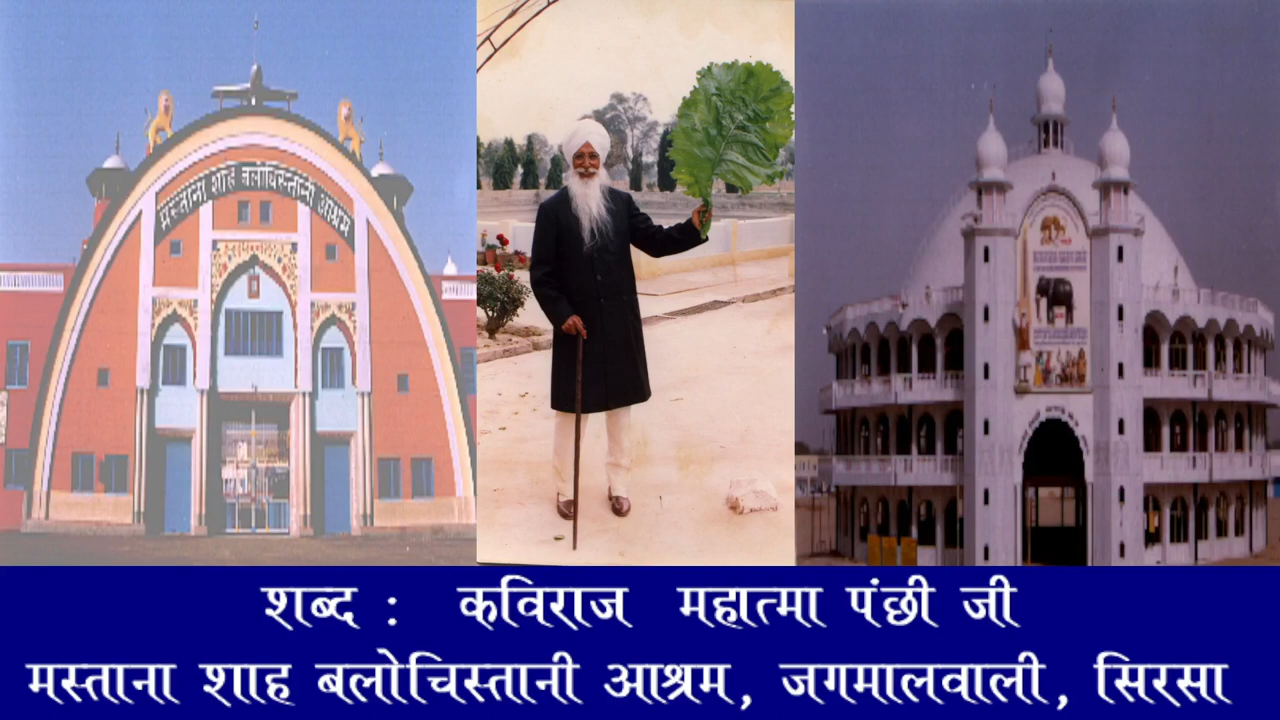 मस्ताना शाह बलोचिस्तानी आश्रम
शब्द : कविराज महात्मा पंछी जी
मस्ताना शाह बलोचिस्तानी आश्रम, जगमालवाली, सिरसा